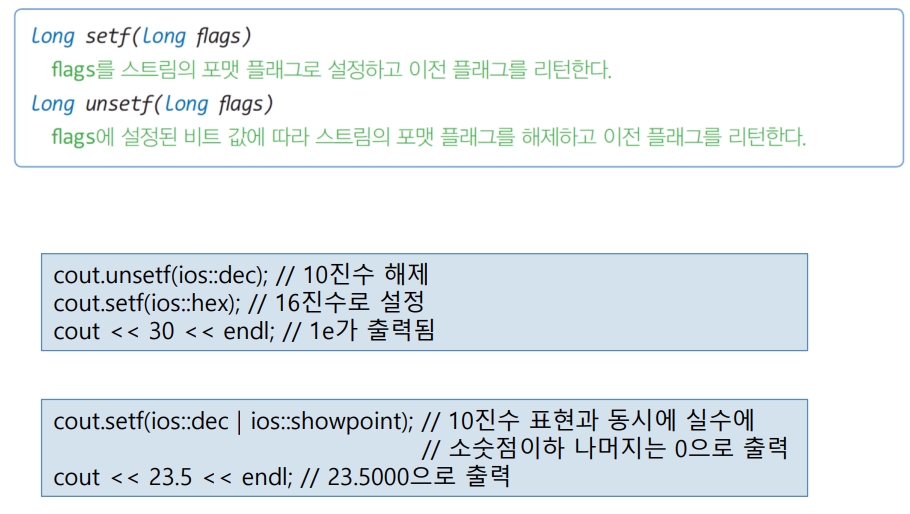 long setf(long flags)
flags를 스트림의 포맷 플래그로 설정하고 이전 플래그를 리턴한다.
long unsetf(long flags)
flags에 설정된 비트 값에 따라 스트림의 포맷 플래그를 해제하고 이전 플래그를 리턴한다.
cout.unsetf(ios::dec); // 10진수 해제
cout.setf(ios::hex); // 16진수로 설정
cout << 30 << endl; // 1e가 출력됨
cout.setf(ios::dec | ios::showpoint); // 10진수 표현과 동시에 실수에
// 소숫점이하 나머지는 0으로 출력
cout << 23.5 << endl; // 23.5000으로 출력